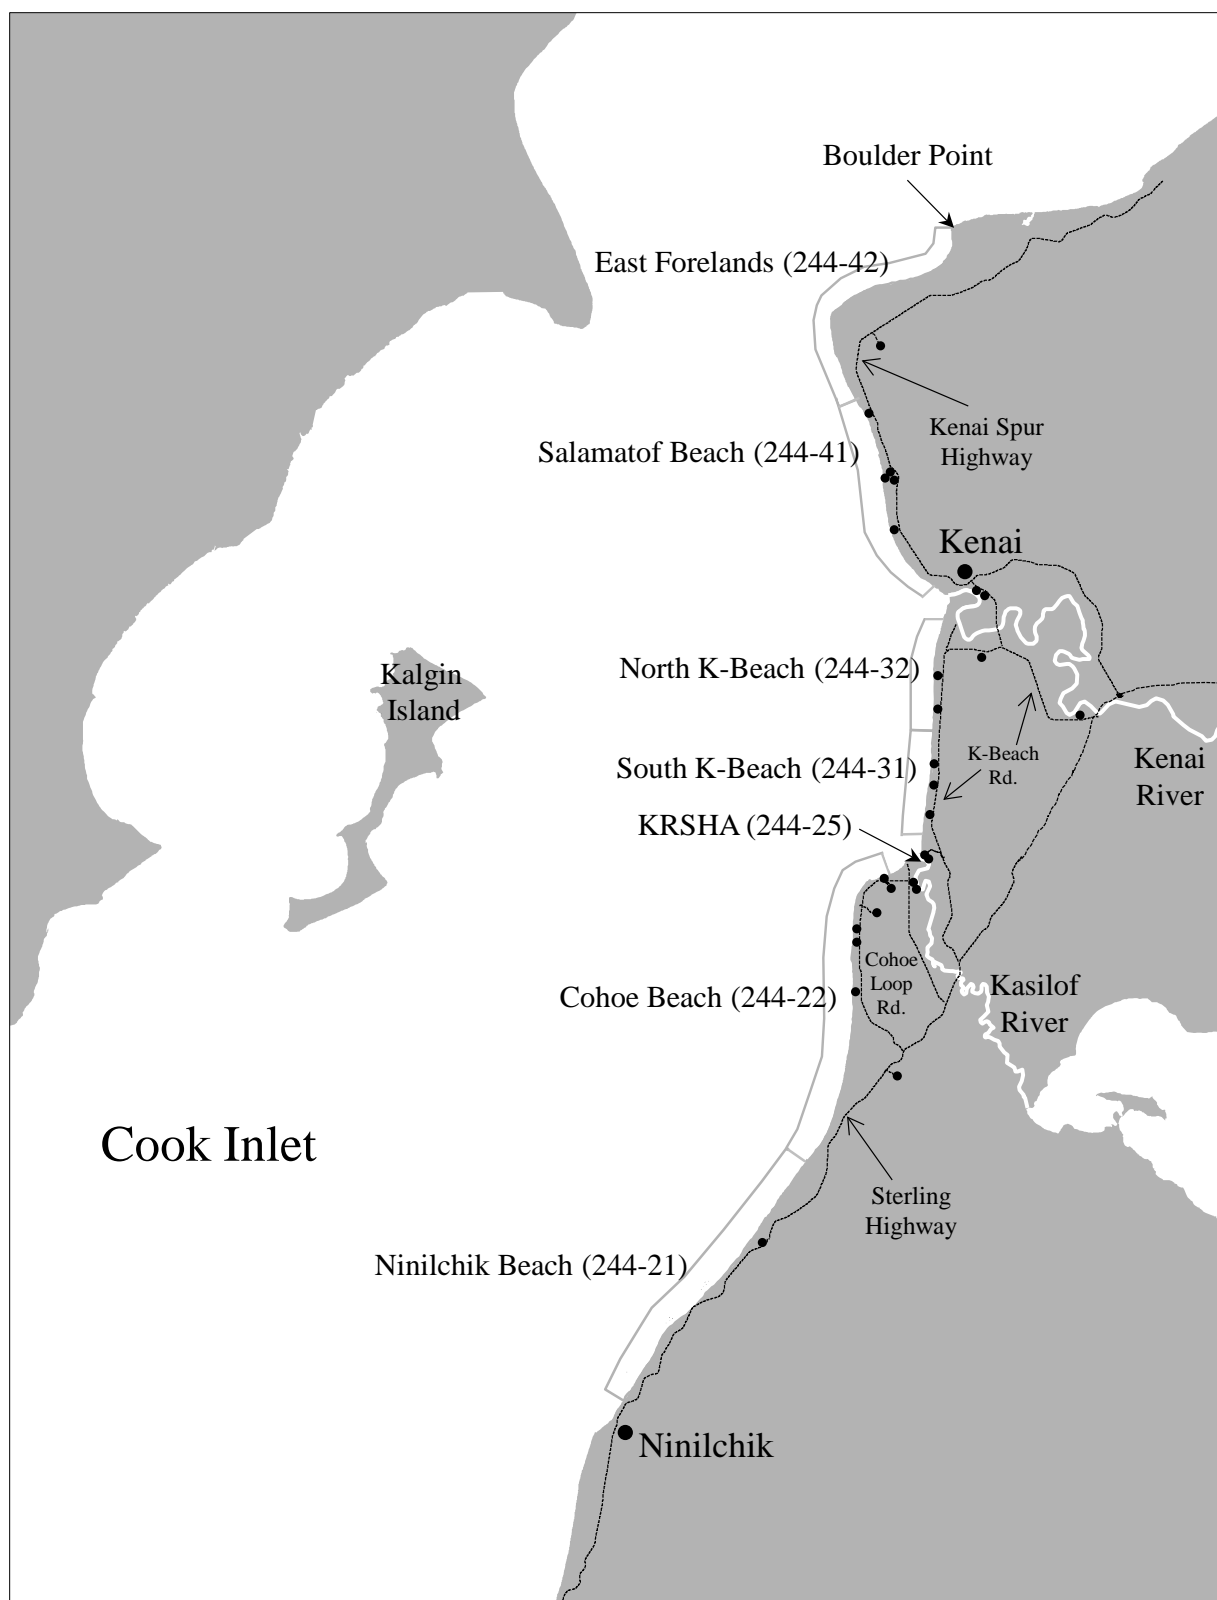 Boulder Point
East Forelands (244-42)
Kenai Spur
Highway
Salamatof Beach (244-41)
Kenai
North K-Beach (244-32)
Kalgin
Island
K-Beach
Rd.
South K-Beach (244-31)
Kenai
River
KRSHA (244-25)
Cohoe
Loop
Rd.
Cohoe Beach (244-22)
Kasilof
River
Cook Inlet
Sterling
Highway
Ninilchik Beach (244-21)
Ninilchik